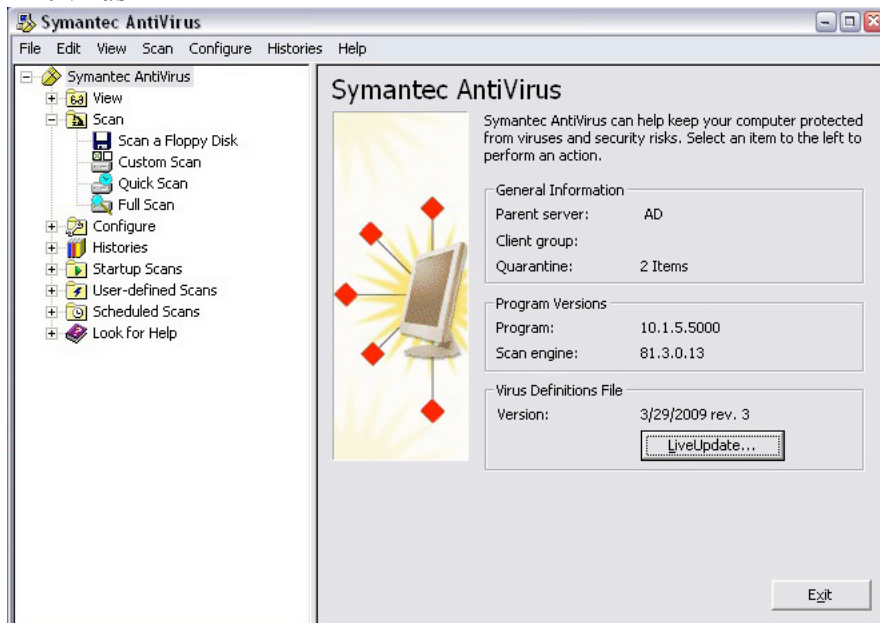 Symantec AntiVirus
File Edit View Scan Configure Histories Help
Symantec AntiVirus
View
Scan
Scan a Floppy Disk
Custom Scan
Quick Scan
Full Scan
Configure
Histories
Startup Scans
User-defined Scans
Scheduled Scans
Look for Help
Symantec AntiVirus
Symantec AntiVirus can help keep your computer protected
from viruses and security risks. Select an item to the left to
perform an action.
General Information
Parent server: AD
Client group:
Quarantine: 2 Items
Program Versions
Program: 10.1.5.5000
Scan engine: 81.3.0.13
Virus Definitions File
Version: 3/29/2009 rev. 3
LiveUpdate...
Exit